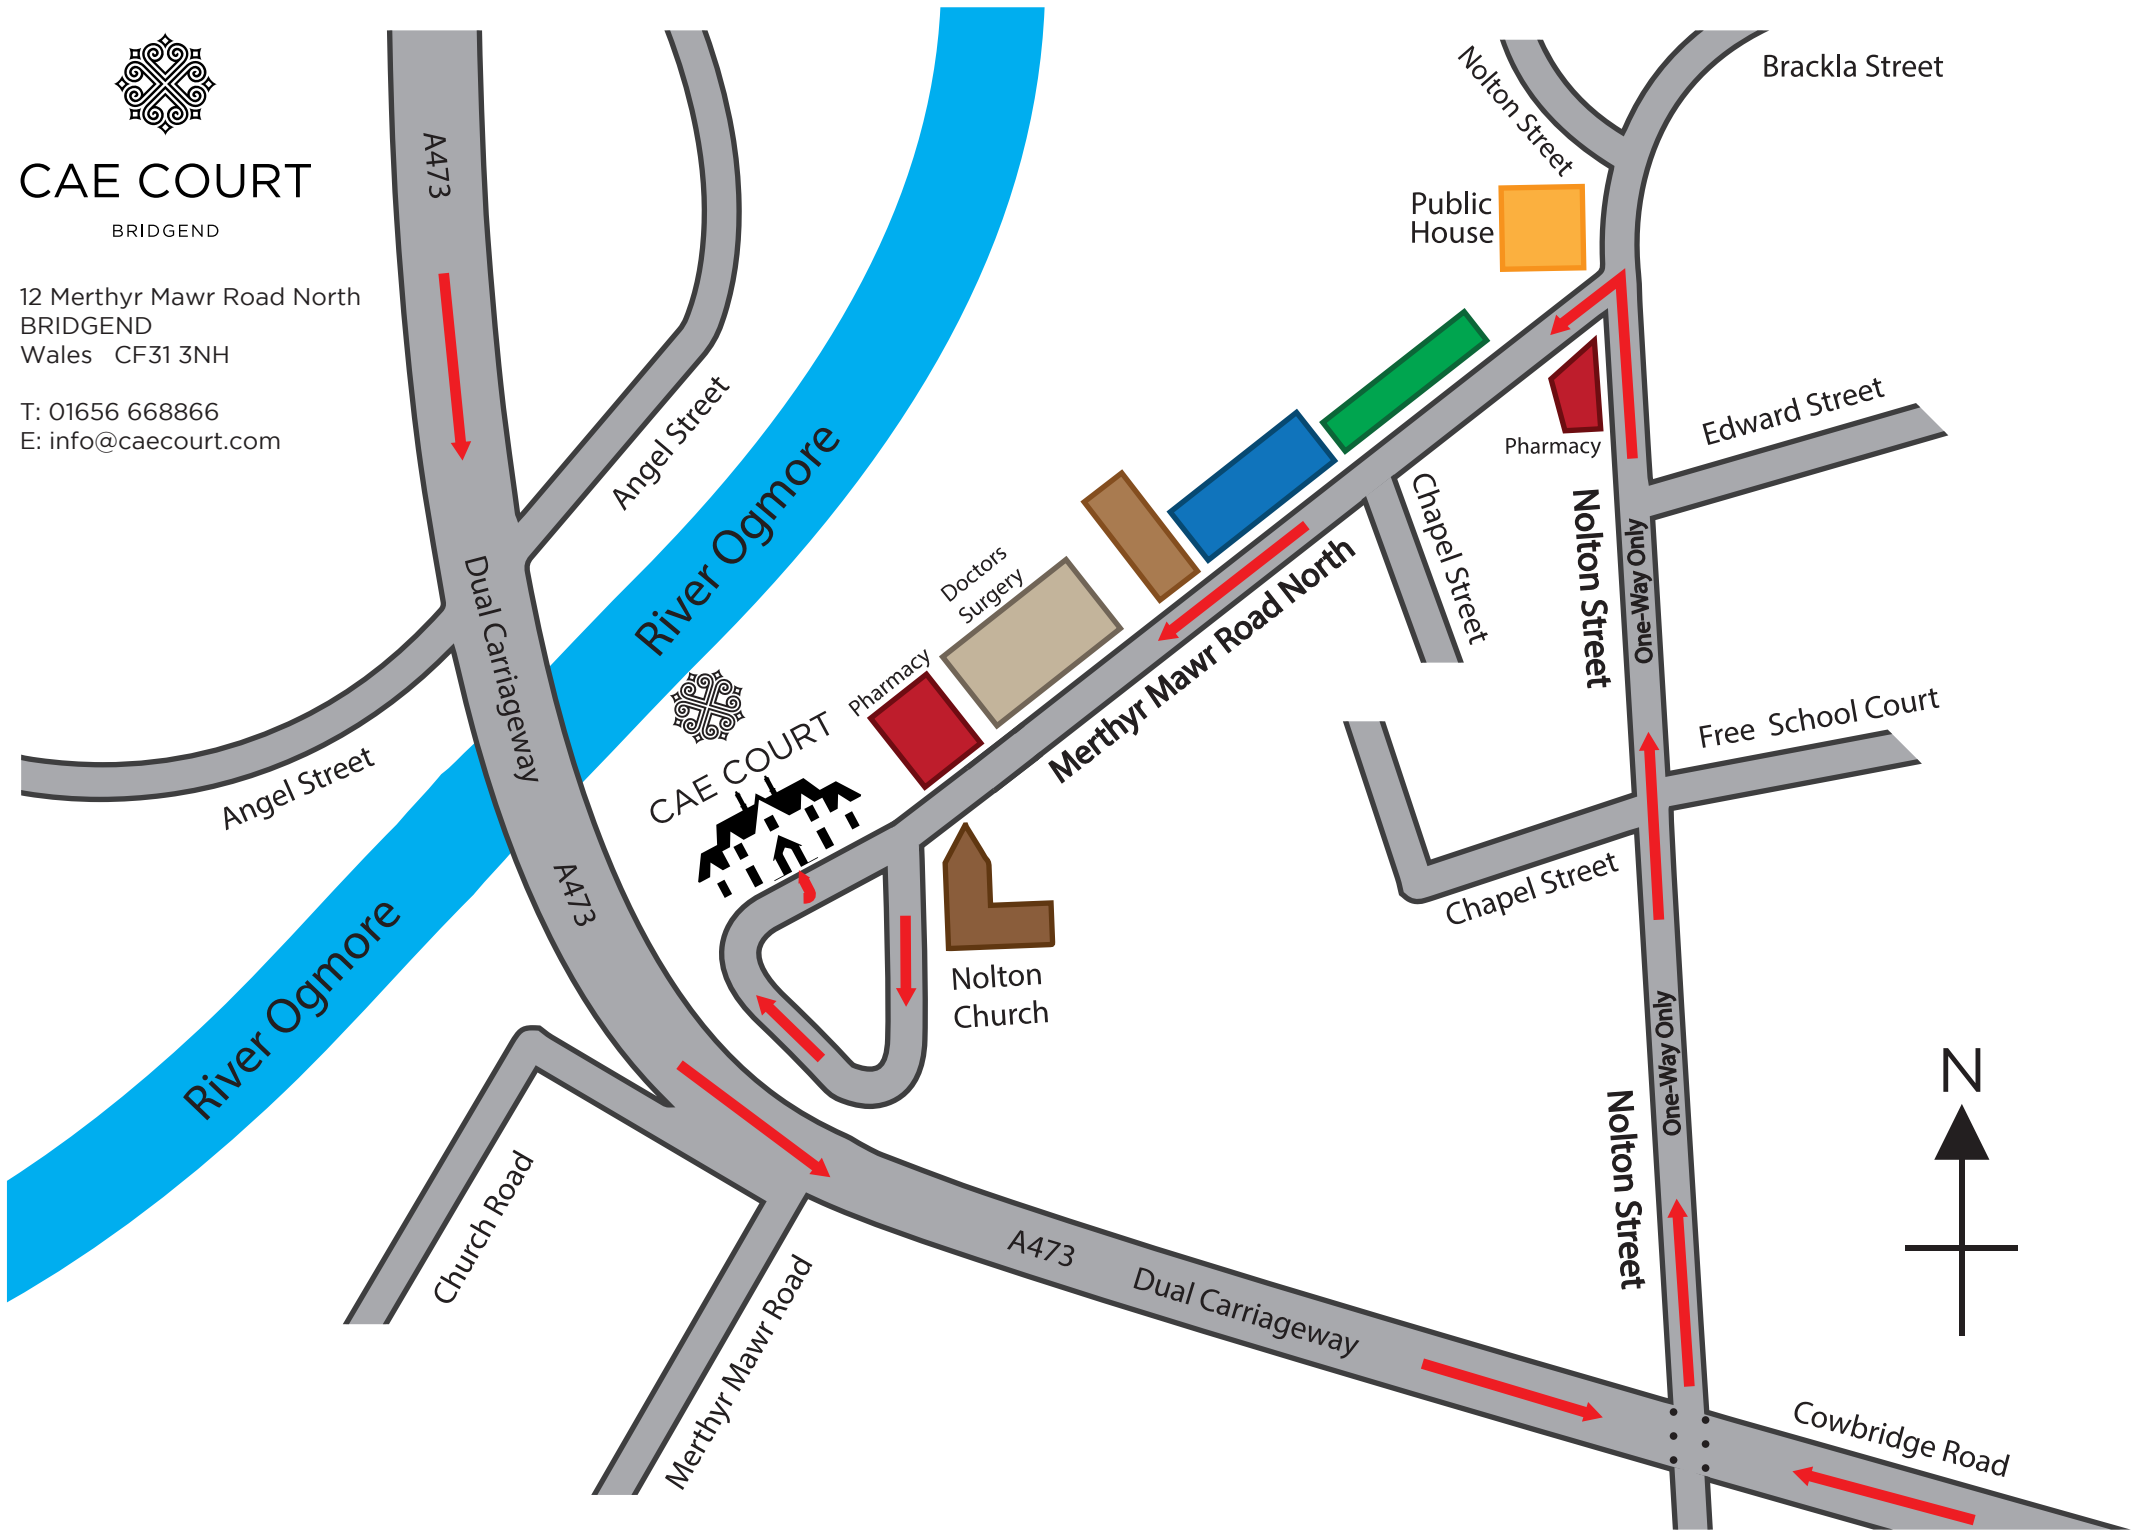 CAE COURT
BRIDGEND
12 Merthyr Mawr Road North
BRIDGEND
Wales CF31 3NH
T: 01656 668866
E: info@caecourt.com
A473
Dual Carriageway
A473
Angel Street
Angel Street
River Ogmore
River Ogmore
Nolton Street
Brackla Street
Public
House
Pharmacy
Edward Street
Chapel Street
Nolton Street
One-Way Only
Merthyr Mawr Road North
Doctors
Surgery
Pharmacy
CAE COURT
Nolton
Church
Free School Court
Chapel Street
Nolton Street
One-Way Only
N
Church Road
Merthyr Mawr Road
A473
Dual Carriageway
Cowbridge Road